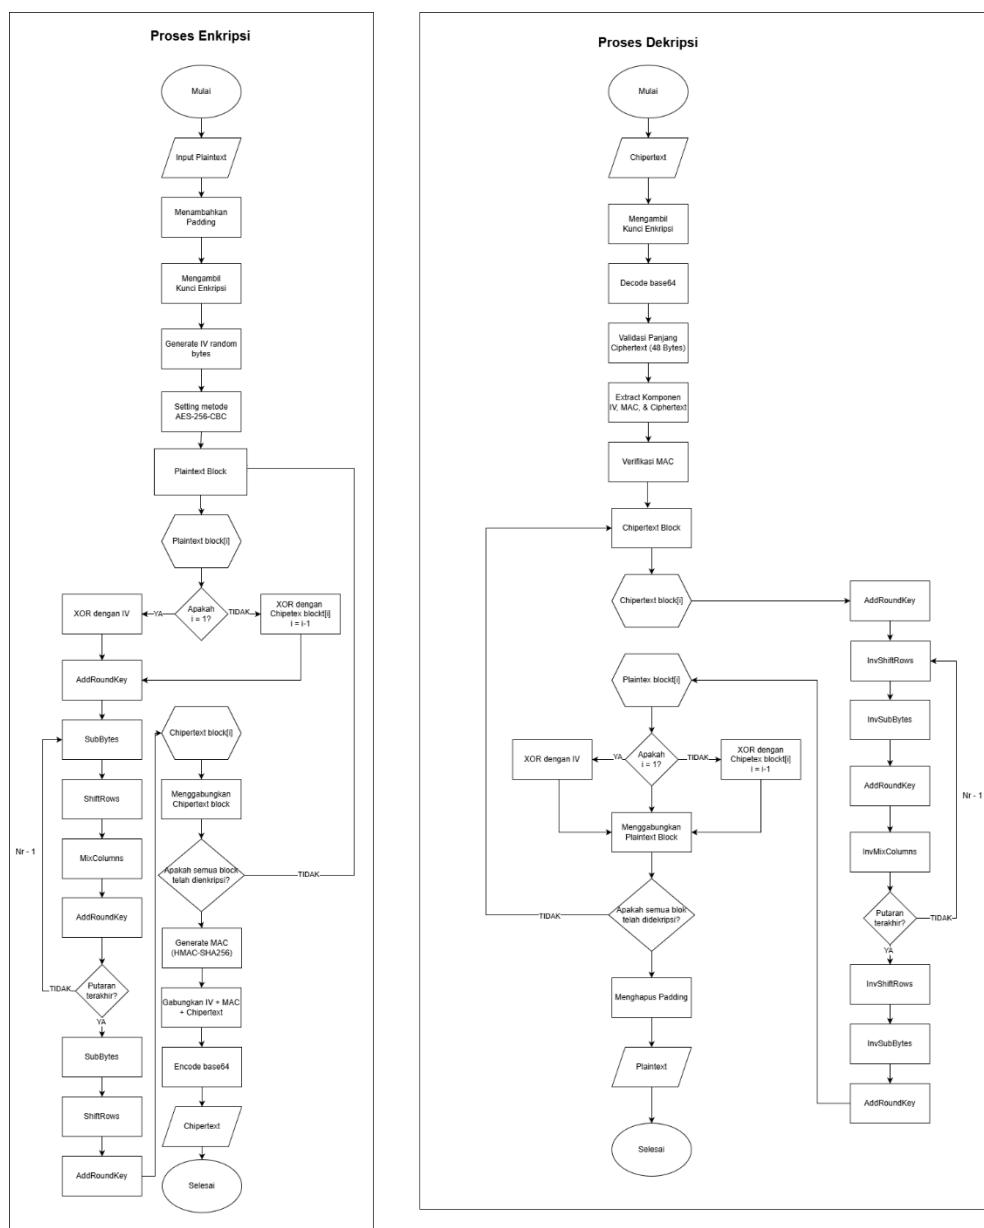 Proses Enkripsi
Mulai
Input Plaintext
Menambahkan
Padding
Mengambil
Kunci Enkripsi
Generate IV random
bytes
Setting metode
AES-256-CBC
Plaintext Block
Plaintext block[i]
Apakah
i = 1?
YA
TIDAK
XOR dengan IV
XOR dengan
Chipetex blockt[i]
i = i-1
AddRoundKey
SubBytes
ShiftRows
Nr - 1
MixColumns
AddRoundKey
Putaran
terakhir?
TIDAK
YA
SubBytes
ShiftRows
AddRoundKey
Chipertext block[i]
Menggabungkan
Chipertext block
Apakah semua block
telah dienkripsi?
TIDAK
Generate MAC
(HMAC-SHA256)
Gabungkan IV + MAC
+ Chipertext
Encode base64
Chipertext
Selesai
Proses Dekripsi
Mulai
Chipertext
Mengambil
Kunci Enkripsi
Decode base64
Validasi Panjang
Ciphertext (48 Bytes)
Extract Komponen
IV, MAC, & Ciphertext
Verifikasi MAC
Chipertext Block
Chipertext block[i]
AddRoundKey
InvShiftRows
InvSubBytes
AddRoundKey
Nr - 1
InvMixColumns
Putaran
terakhir?
TIDAK
YA
InvShiftRows
InvSubBytes
AddRoundKey
Plaintex blockt[i]
Apakah
i = 1?
YA
TIDAK
XOR dengan IV
XOR dengan
Chipetex blockt[i]
i = i-1
Menggabungkan
Plaintext Block
Apakah semua blok
telah didekripsi?
TIDAK
Menghapus Padding
Plaintext
Selesai